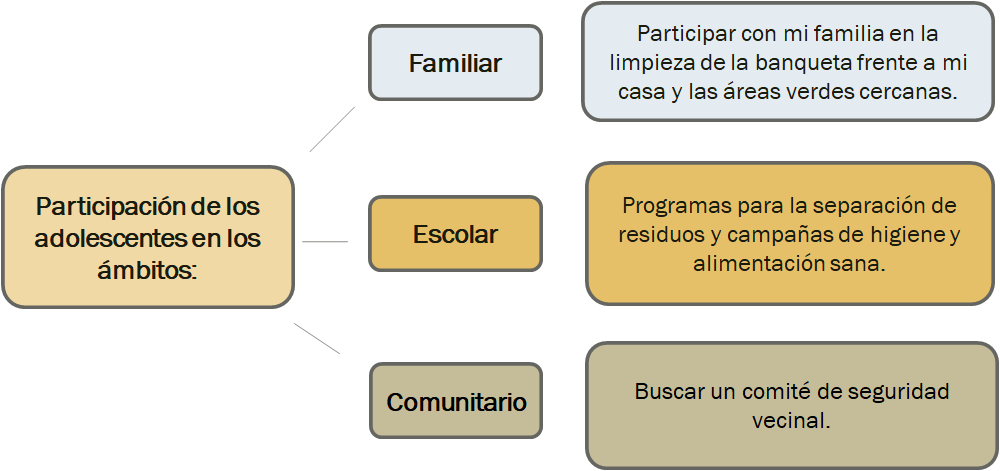 Participación de los
adolescentes en los
ámbitos:
Familiar
Participar con mi familia en la
limpieza de la banqueta frente a mi
casa y las áreas verdes cercanas.
Escolar
Programas para la separación de
residuos y campañas de higiene y
alimentación sana.
Comunitario
Buscar un comité de seguridad
vecinal.